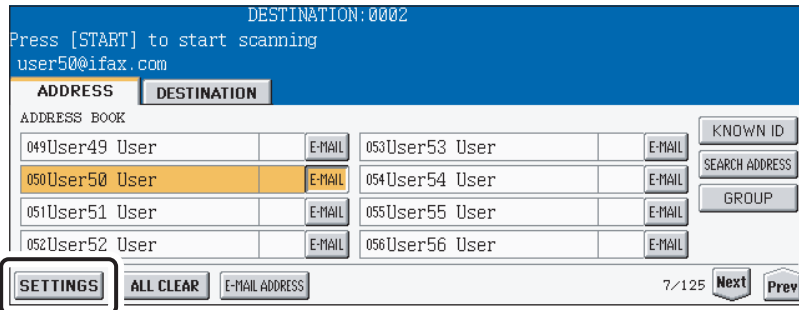 DESTINATION:0002
Press [START] to start scanning
user50@ifax.com
ADDRESS DESTINATION
ADDRESS BOOK
049User49 User E-MAIL 053User53 User E-MAIL KNOWN ID
050User50 User E-MAIL 054User54 User E-MAIL SEARCH ADDRESS
051User51 User E-MAIL 055User55 User E-MAIL GROUP
052User52 User E-MAIL 056User56 User E-MAIL
SETTINGS ALL CLEAR E-MAIL ADDRESS 7/125 Next Prev